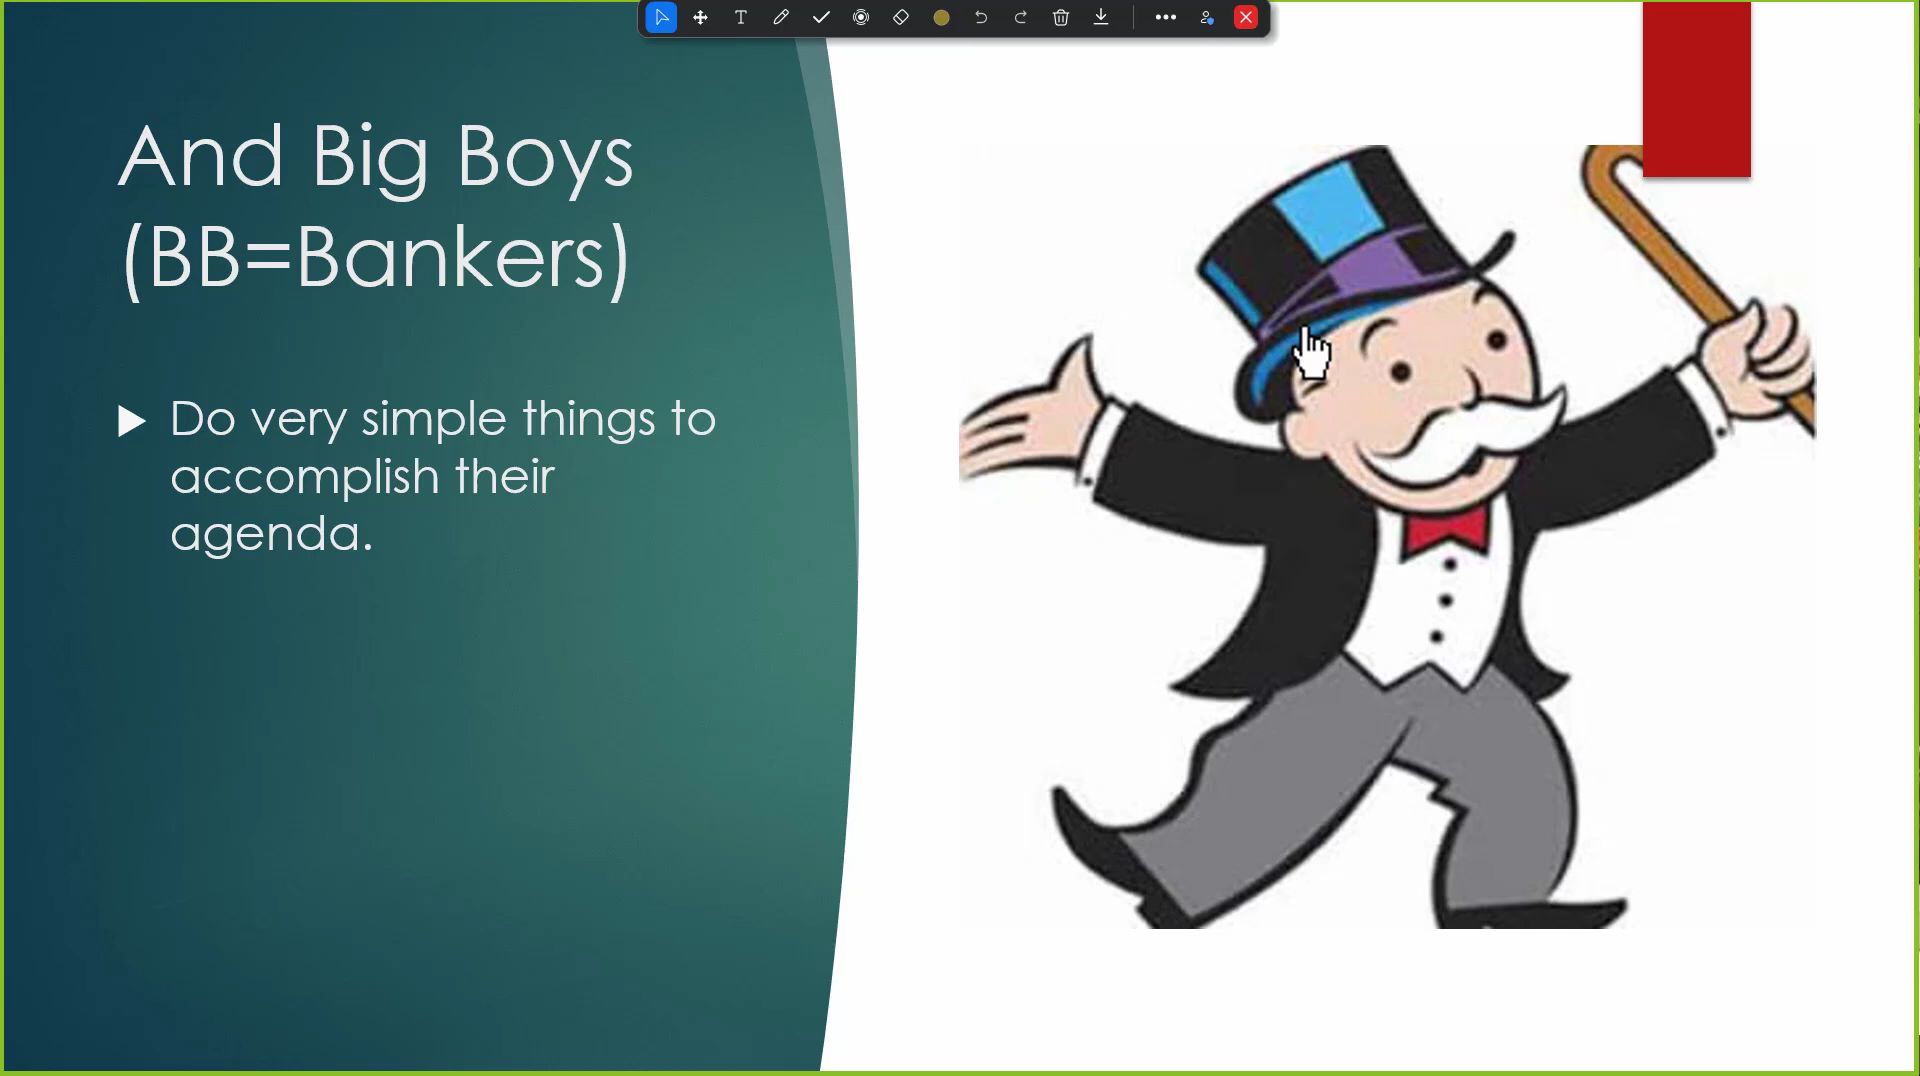 And Big Boys
(BB=Bankers)
Do very simple things to
accomplish their
agenda.